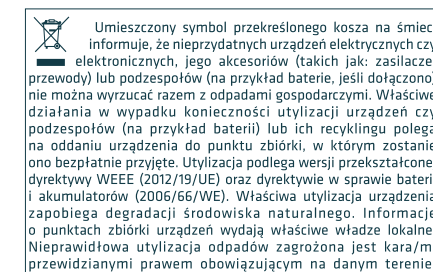 Umieszczony symbol przekreślonego kosza na śmiec
informuje, że nieprzydatnych urządzeń elektrycznych czy
elektronicznych, jego akcesoriów (takich jak: zasilacze
przewody) lub podzespołów (na przykład baterie, jeśli dołączono)
nie można wyrzucać razem z odpadami gospodarczymi. Właściwe
działania w wypadku konieczności utylizacji urządzeń czy
podzespołów (na przykład baterii) lub ich recyklingu polega
na oddaniu urządzenia do punktu zbiórki, w którym zostanie
ono bezpłatnie przyjęte. Utylizacja podlega wersji przekształcone
dyrektywy WEEE (2012/19/UE) oraz dyrektywie w sprawie bateri
i akumulatorów (2006/66/WE). Właściwa utylizacja urządzenia
zapobiega degradacji środowiska naturalnego. Informacje
o punktach zbiórki urządzeń wydają właściwe władze lokalne
Nieprawidłowa utylizacja odpadów zagrożona jest kara/m
przewidzianymi prawem obowiązującym na danym terenie